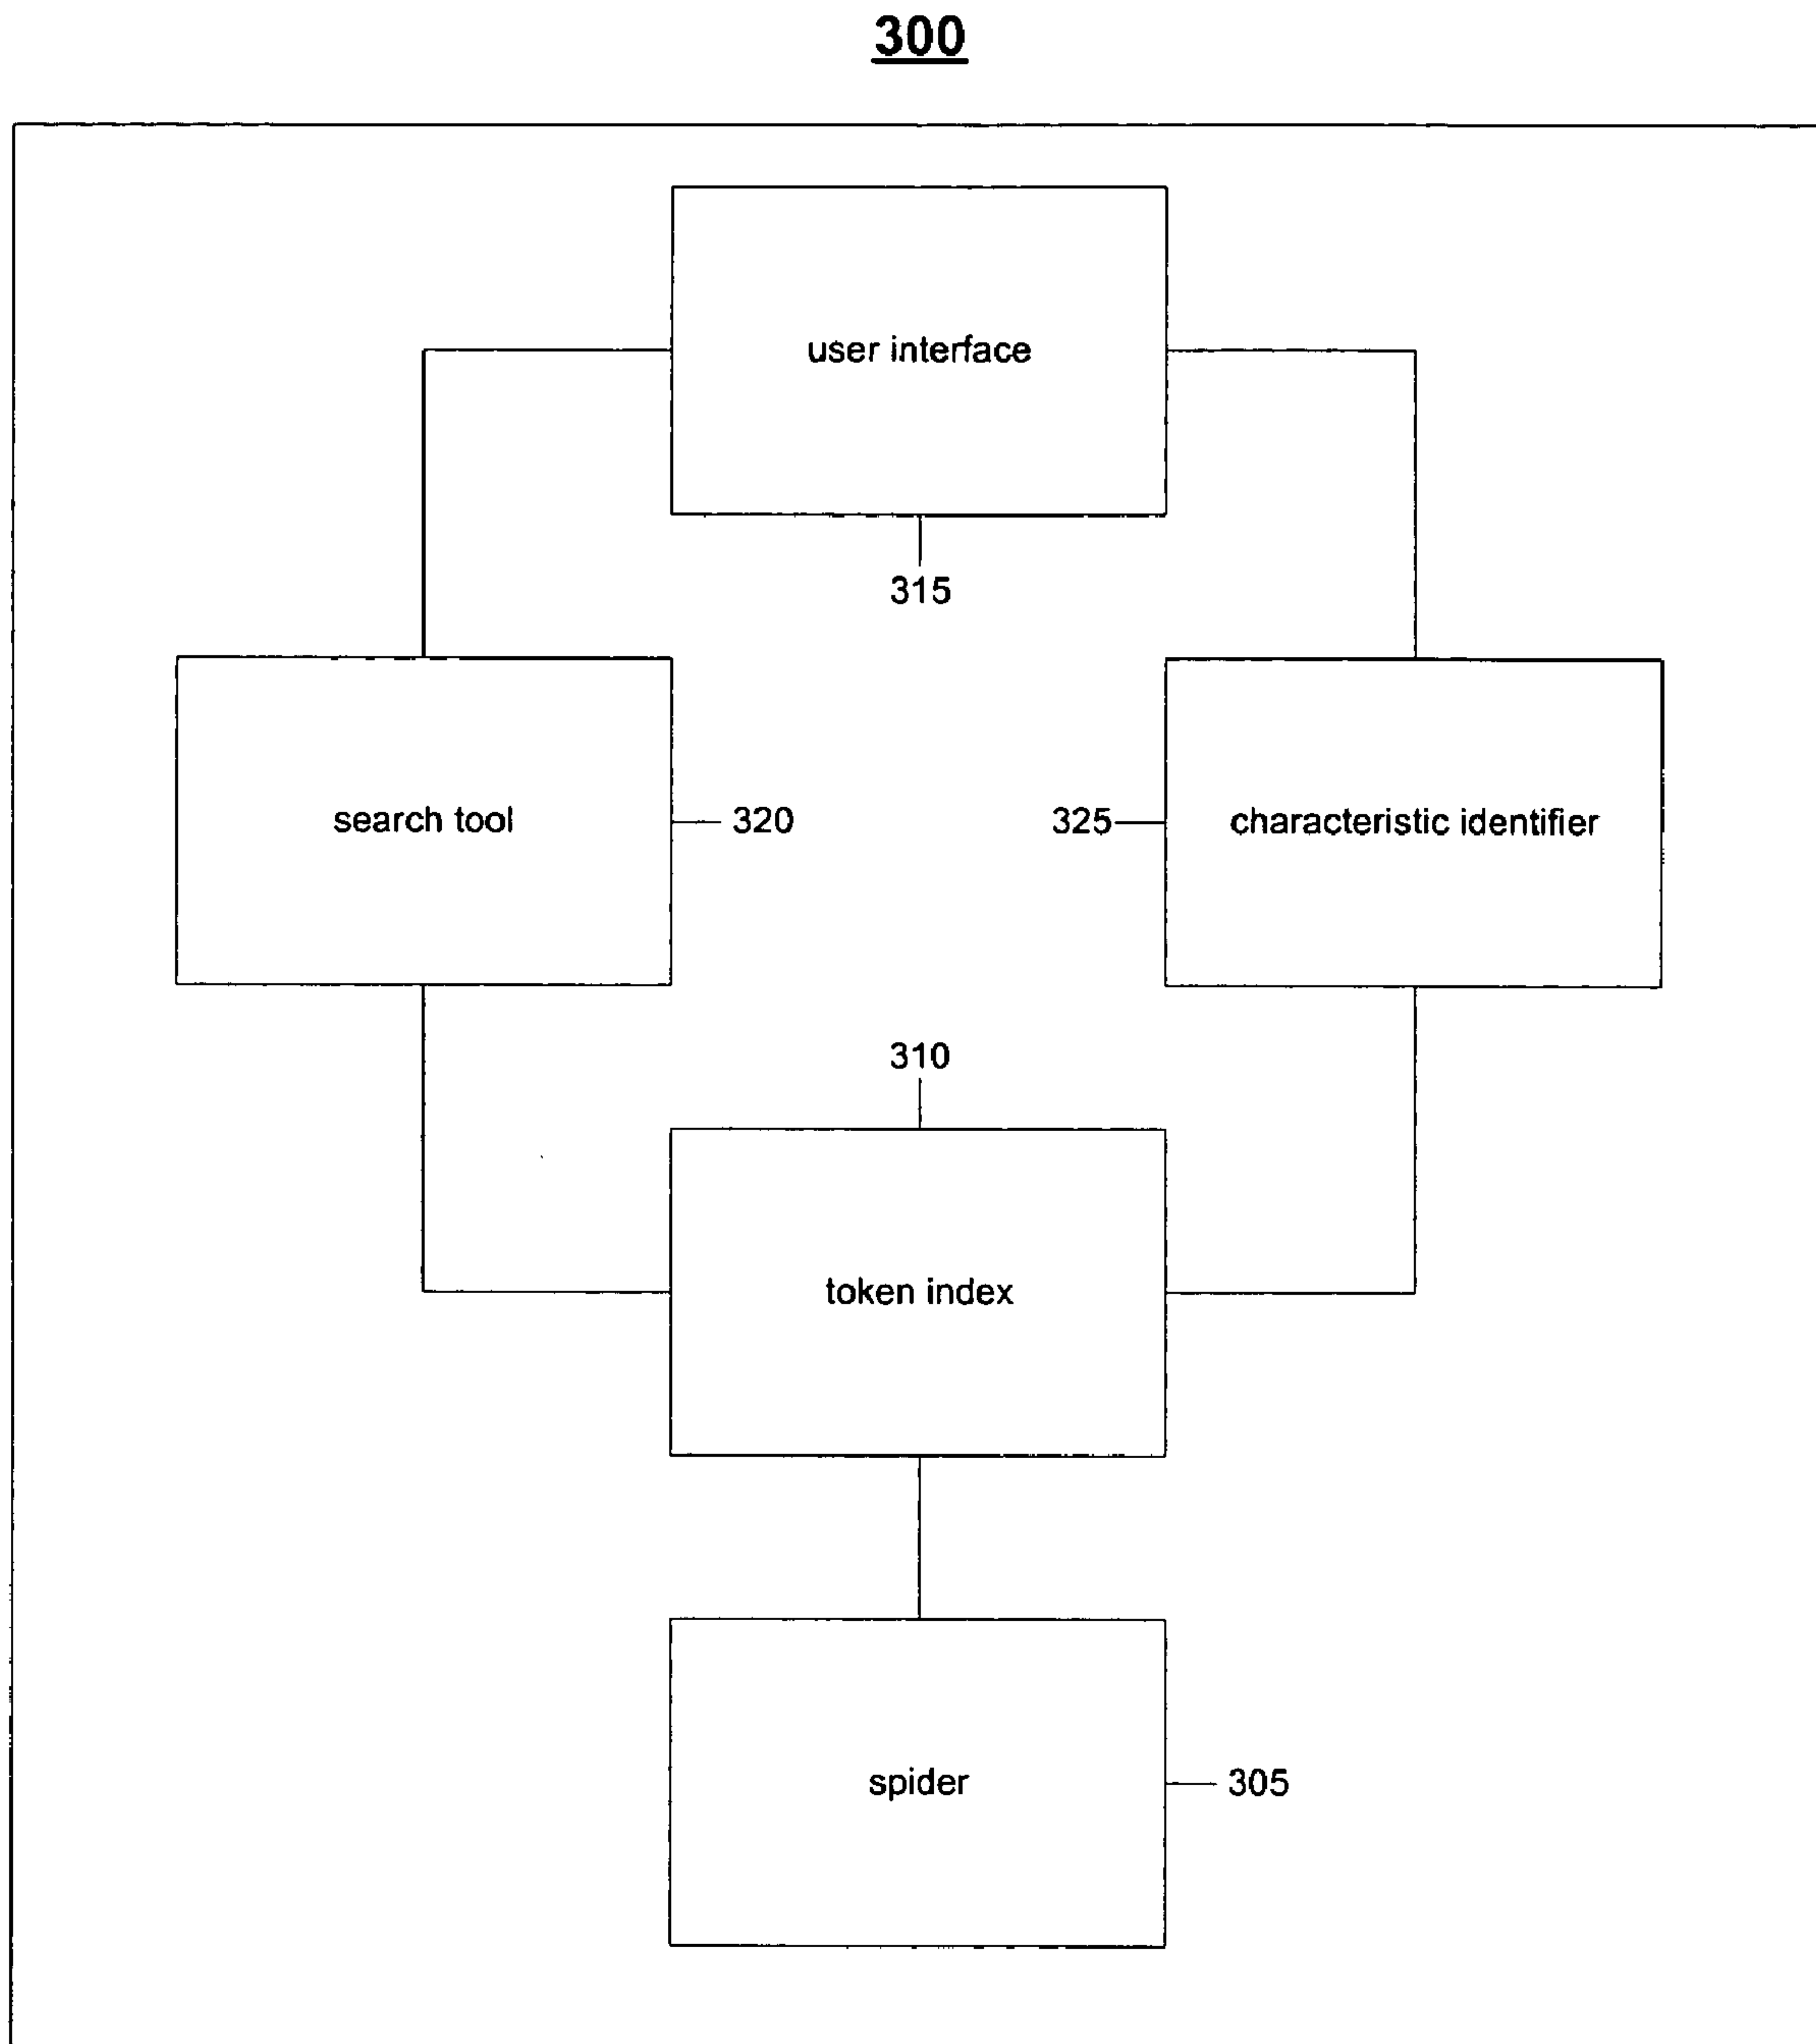 300
user interface
315
search tool
320
325
characteristic identifier
310
token index
spider
305